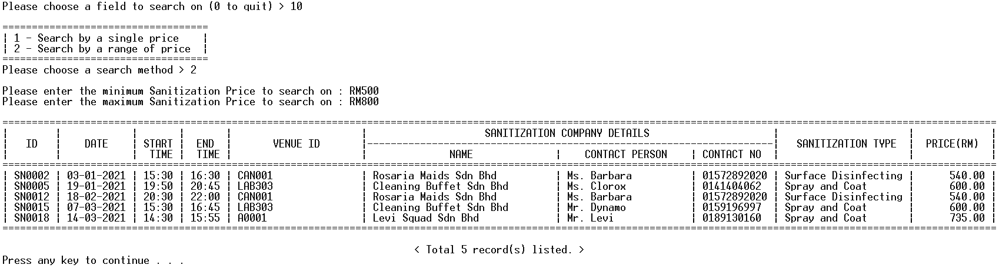 Please choose a field to search on (0 to quit) > 10
===================================
| 1 - Search by a single price    |
| 2 - Search by a range of price  |
===================================
Please choose a search method > 2
Please enter the minimum Sanitization Price to search on : RM500
Please enter the maximum Sanitization Price to search on : RM800
=========================================================================================================================================================================
|        |            |       |       |                      |                    SANITIZATION COMPANY DETAILS                     |                      |             |
|   ID   |    DATE    | START |  END  |       VENUE ID       |---------------------------------------------------------------------|   SANITIZATION TYPE  |  PRICE(RM)  |
|        |            |  TIME |  TIME |                      |              NAME              |    CONTACT PERSON    | CONTACT NO  |                      |             |
=========================================================================================================================================================================
| SN0002 | 03-01-2021 | 15:30 | 16:30 | CAN001               | Rosaria Maids Sdn Bhd          | Ms. Barbara          | 01572892020 | Surface Disinfecting |      540.00 |
| SN0005 | 19-01-2021 | 19:50 | 20:45 | LAB303               | Cleaning Buffet Sdn Bhd        | Ms. Clorox           | 0141404062  | Spray and Coat       |      600.00 |
| SN0012 | 18-02-2021 | 20:30 | 22:00 | CAN001               | Rosaria Maids Sdn Bhd          | Ms. Barbara          | 01572892020 | Surface Disinfecting |      540.00 |
| SN0015 | 07-03-2021 | 15:30 | 16:45 | LAB303               | Cleaning Buffet Sdn Bhd        | Mr. Dynamo           | 0159196997  | Spray and Coat       |      600.00 |
| SN0018 | 14-03-2021 | 14:30 | 15:55 | A0001                | Levi Squad Sdn Bhd             | Mr. Levi             | 0189130160  | Spray and Coat       |      735.00 |
=========================================================================================================================================================================
< Total 5 record(s) listed. >
Press any key to continue . . .